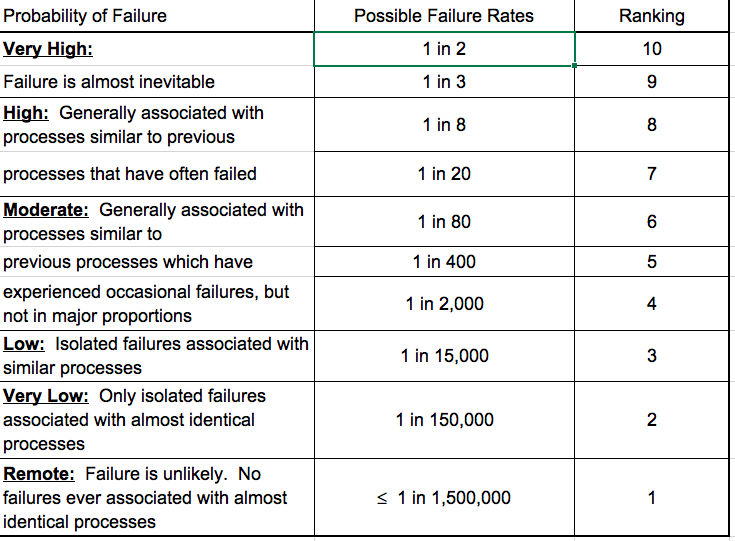 Probability of Failure Possible Failure Rates Ranking
Very High: 1 in 2 10
Failure is almost inevitable 1 in 3 9
High: Generally associated with
processes similar to previous 1 in 8 8
processes that have often failed 1 in 20 7
Moderate: Generally associated with
processes similar to 1 in 80 6
previous processes which have 1 in 400 5
experienced occasional failures, but
not in major proportions 1 in 2,000 4
Low: Isolated failures associated with
similar processes 1 in 15,000 3
Very Low: Only isolated failures
associated with almost identical 1 in 150,000 2
processes
Remote: Failure is unlikely. No
failures ever associated with almost ≤ 1 in 1,500,000 1
identical processes